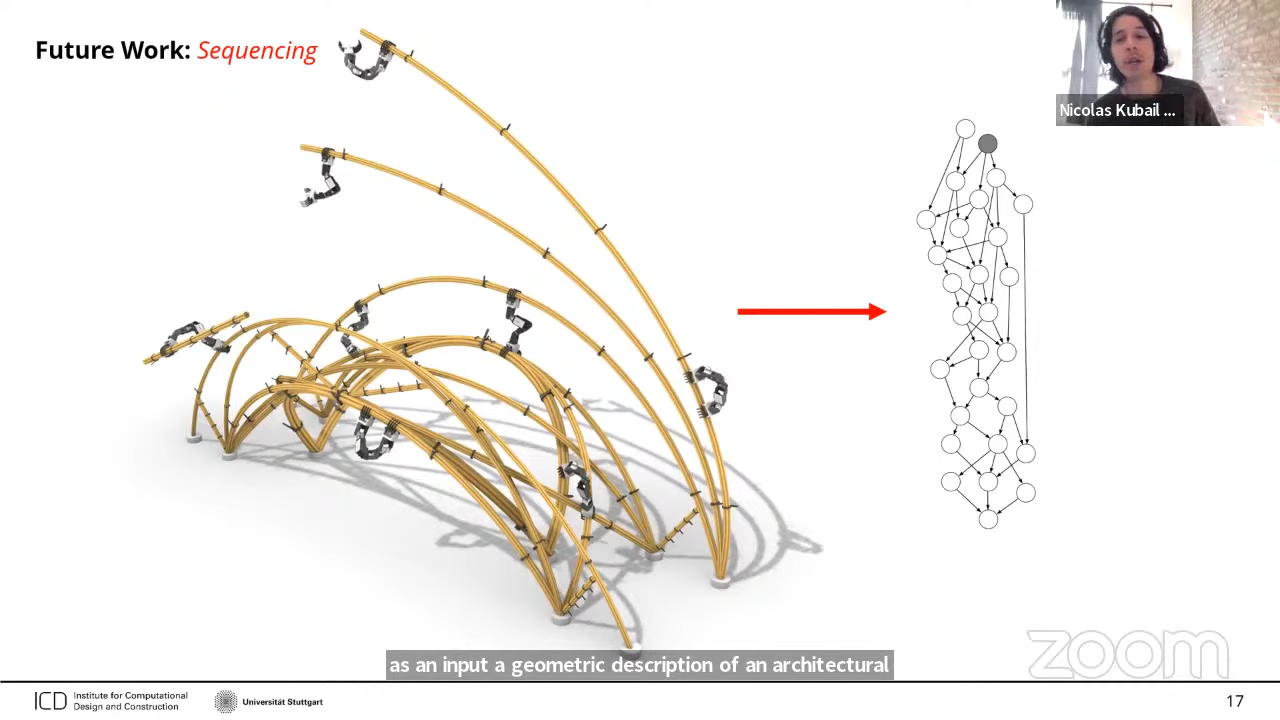 Future Work: Sequencing
Nicolas Kubail ...
as an input a geometric description of an architectural
zoom
ICD
Institute for Computational
Design and Construction
Universität Stuttgart
17